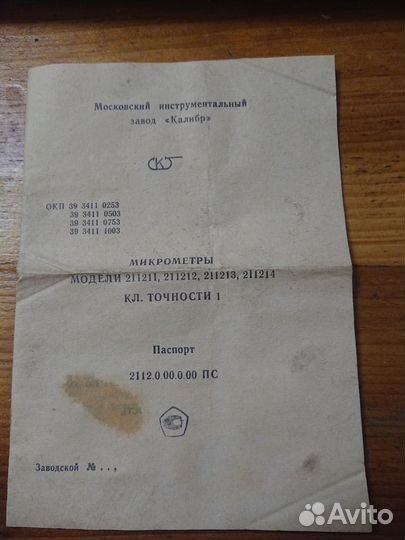 Московский инструментальный
завод «Калибр»
ОКП 39 3411 0253
39 3411 0503
39 3411 0753
39 3411 1003
МИКРОМЕТРЫ
МОДЕЛИ 211211, 211212, 211213, 211214
КЛ. ТОЧНОСТИ 1
Паспорт
2112.0.00.0.00 ПС
Заводской № . . ,
Avito